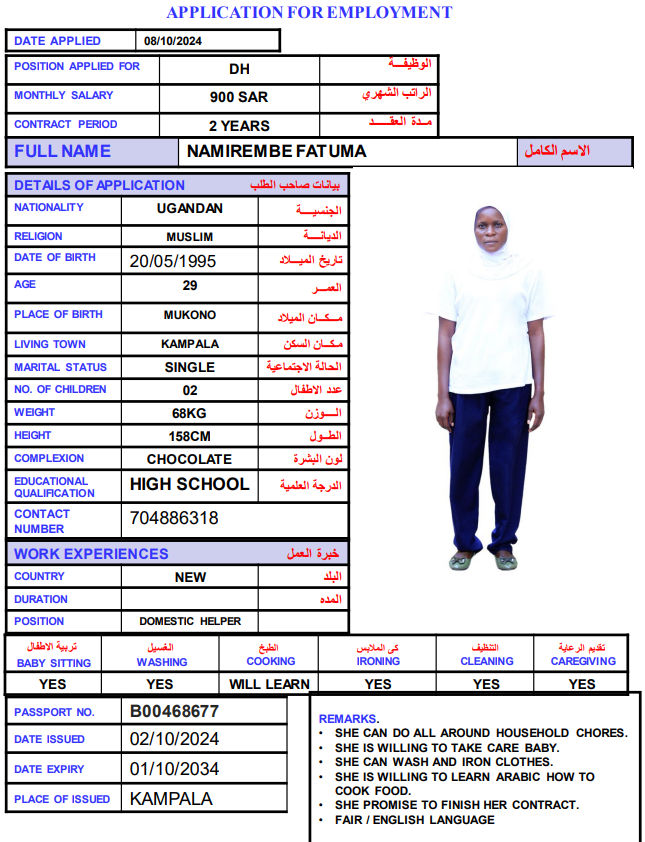 APPLICATION FOR EMPLOYMENT
DATE APPLIED 08/10/2024
POSITION APPLIED FOR DH الوظيفـــة
MONTHLY SALARY 900 SAR الراتب الشهري
CONTRACT PERIOD 2 YEARS مـدة العقـــد
FULL NAME NAMIREMBE FATUMA الاسم الكامل
DETAILS OF APPLICATION بيانات صاحب الطلب
NATIONALITY UGANDAN الجنسيـــة
RELIGION MUSLIM الديانـــة
DATE OF BIRTH 20/05/1995 تاريخ الميـــلاد
AGE 29 العمـــر
PLACE OF BIRTH MUKONO مـكـان الميلاد
LIVING TOWN KAMPALA مكـان السكن
MARITAL STATUS SINGLE الحالة الاجتماعية
NO. OF CHILDREN 02 عدد الاطفال
WEIGHT 68KG الـــوزن
HEIGHT 158CM الطـول
COMPLEXION CHOCOLATE لون البشرة
EDUCATIONAL QUALIFICATION HIGH SCHOOL الدرجة العلمية
CONTACT NUMBER 704886318
WORK EXPERIENCES خبرة العمل
COUNTRY NEW البلد
DURATION المده
POSITION DOMESTIC HELPER
تربية الاطفال الغسيل الطبخ كى الملابس التنظيف تقديم الرعاية
BABY SITTING WASHING COOKING IRONING CLEANING CAREGIVING
YES YES WILL LEARN YES YES YES
PASSPORT NO. B00468677
DATE ISSUED 02/10/2024
DATE EXPIRY 01/10/2034
PLACE OF ISSUED KAMPALA
REMARKS.
• SHE CAN DO ALL AROUND HOUSEHOLD CHORES.
• SHE IS WILLING TO TAKE CARE BABY.
• SHE CAN WASH AND IRON CLOTHES.
• SHE IS WILLING TO LEARN ARABIC HOW TO
COOK FOOD.
• SHE PROMISE TO FINISH HER CONTRACT.
• FAIR / ENGLISH LANGUAGE